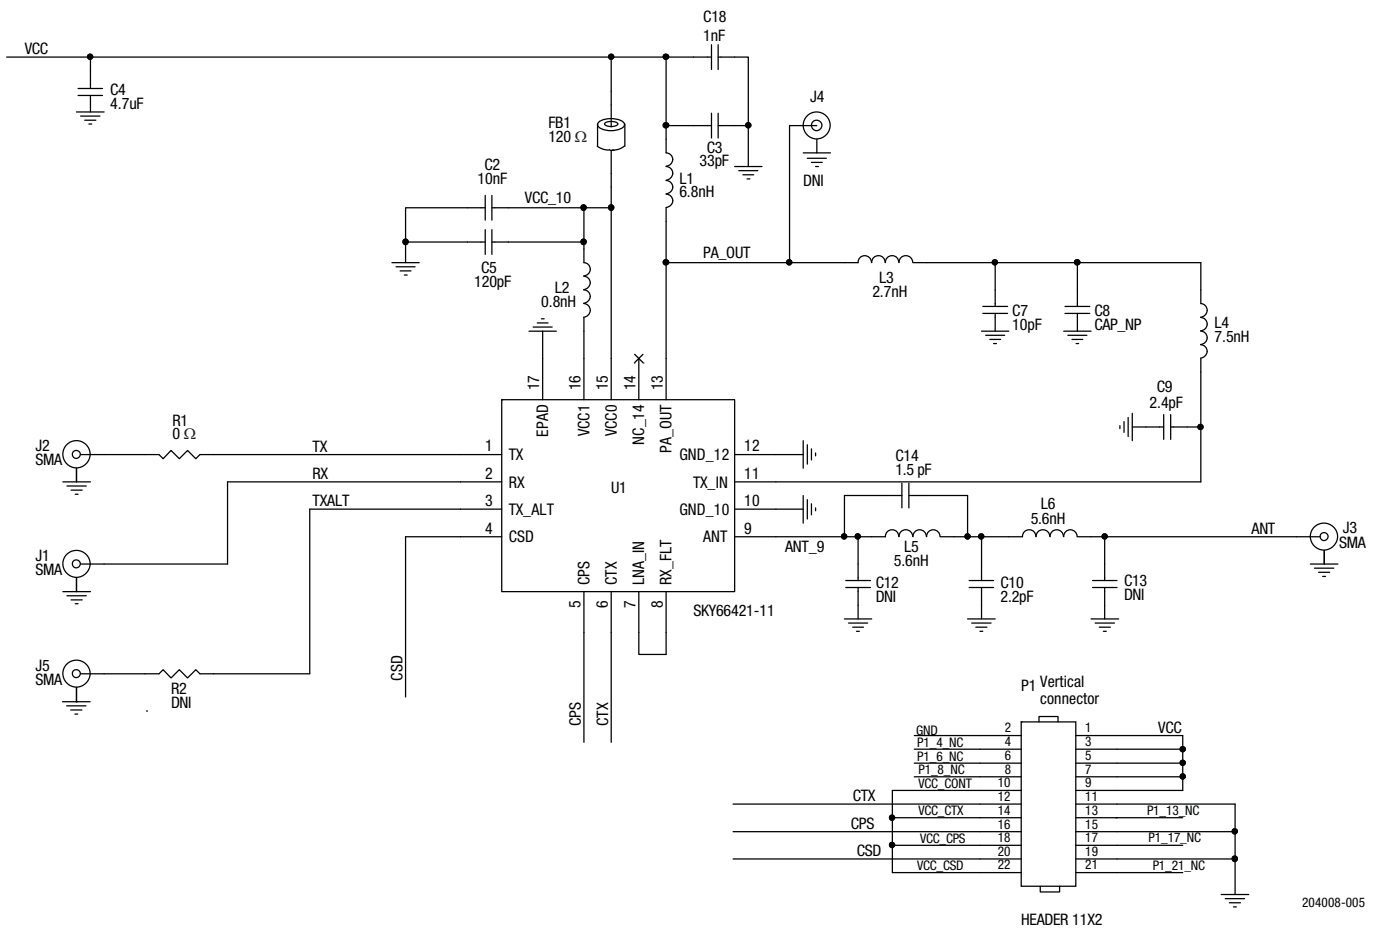 C18
1nF
VCC
C4
4.7uF
FB1
120 Ω
J4
C3
33pF
DNI
C2
10nF
VCC_10
L1
6.8nH
C5
120pF
PA_OUT
L2
0.8nH
L3
2.7nH
C7
10pF
C8
CAP_NP
L4
7.5nH
C9
2.4pF
17
16
15
14
13
EPAD
VCC1
VCC0
NC_14
PA_OUT
R1
0 Ω
J2
SMA
TX
1
TX
GND_12
12
RX
2
RX
U1
TX_IN
11
C14
1.5 pF
TXALT
3
TX_ALT
GND_10
10
4
CSD
ANT
9
ANT_9
L5
5.6nH
L6
5.6nH
ANT
J3
SMA
J1
SMA
CPS
CTX
LNA_IN
RX_FLT
5
6
7
8
SKY66421-11
C12
DNI
C10
2.2pF
C13
DNI
J5
SMA
R2
DNI
CSD
CPS
CTX
P1 Vertical
connector
GND 2 1 VCC
P1_4_NC 4 3
P1_6_NC 6 5
P1_8_NC 8 7
VCC_CONT 10 9
CTX 12 11
VCC_CTX 14 13 P1_13_NC
CPS 16 15
VCC_CPS 18 17 P1_17_NC
CSD 20 19
VCC_CSD 22 21 P1_21_NC
HEADER 11X2
204008-005